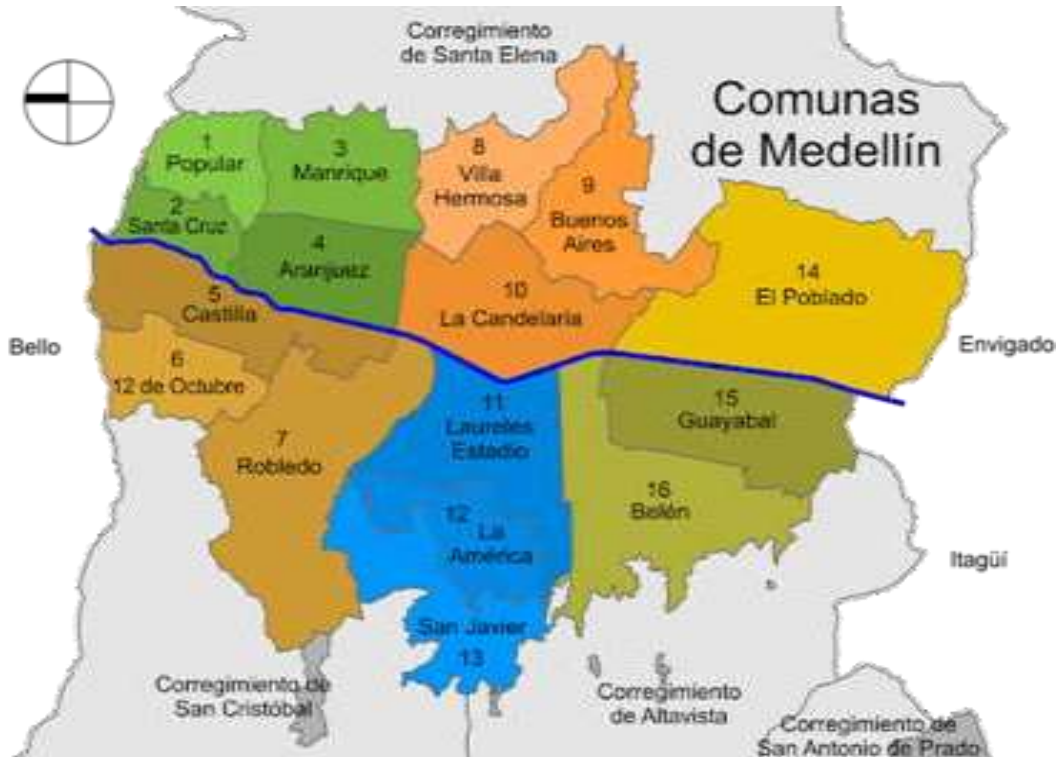 Corregimiento
de Santa Elena
Comunas
de Medellín
1
Popular
3
Manrique
8
Villa
Hermosa
9
Buenos
Aires
2
Santa Cruz
4
Aranjuez
14
El Poblado
5
Castilla
10
La Candelaria
Bello
Envigado
6
12 de Octubre
11
Laureles
Estadio
15
Guayabal
7
Robledo
16
Belén
12
La
América
Itagüí
San Javier
13
Corregimiento de
San Cristóbal
Corregimiento
de Altavista
Corregimiento de
San Antonio de Prado